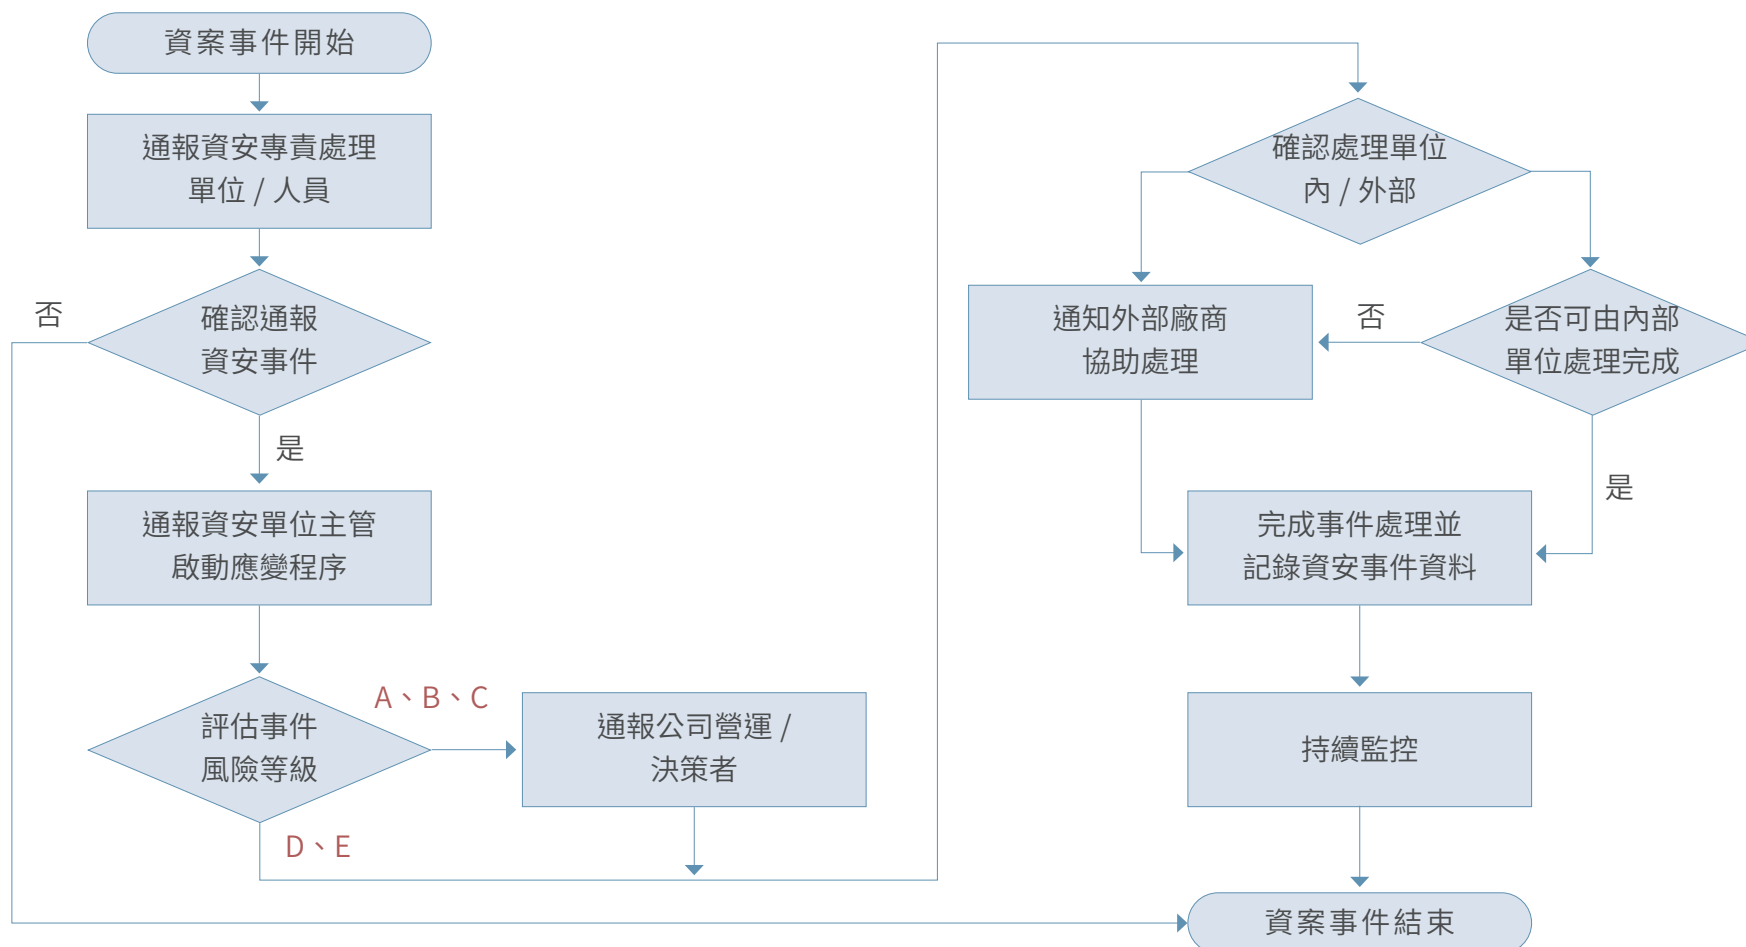 資案事件開始
通報資安專責處理
單位 / 人員
否
確認通報
資安事件
是
通報資安單位主管
啟動應變程序
評估事件
風險等級
A、B、C
通報公司營運 /
決策者
D、E
確認處理單位
內 / 外部
通知外部廠商
協助處理
否
是否可由內部
單位處理完成
是
完成事件處理並
記錄資安事件資料
持續監控
資案事件結束